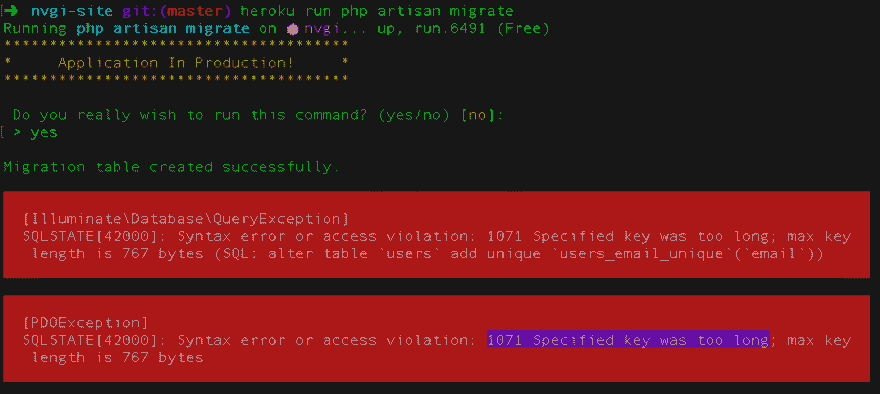 [➜ nvgi-site git:(master) heroku run php artisan migrate
Running php artisan migrate on ⬢ nvgi... up, run.6491 (Free)
**************************************
*     Application In Production!     *
**************************************
Do you really wish to run this command? (yes/no) [no]:
[ > yes
Migration table created successfully.
[Illuminate\Database\QueryException]
SQLSTATE[42000]: Syntax error or access violation: 1071 Specified key was too long; max key
length is 767 bytes (SQL: alter table `users` add unique `users_email_unique`(`email`))
[PDOException]
SQLSTATE[42000]: Syntax error or access violation: 1071 Specified key was too long; max key
length is 767 bytes